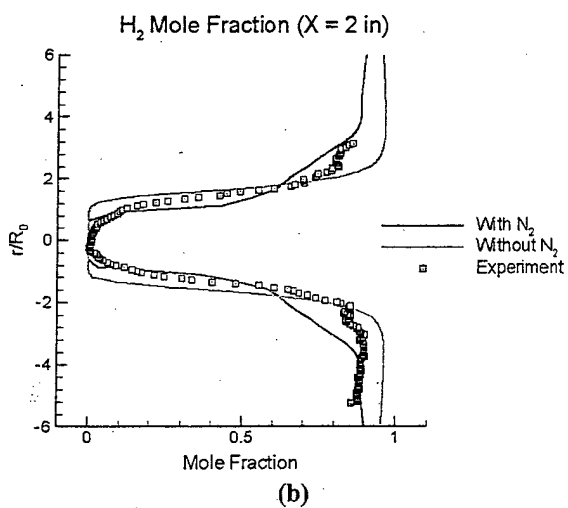 H₂ Mole Fraction (X = 2 in)
6
4
2
0
-2
-4
-6
r/R₀
With N₂
Without N₂
Experiment
0
0.5
1
Mole Fraction
(b)